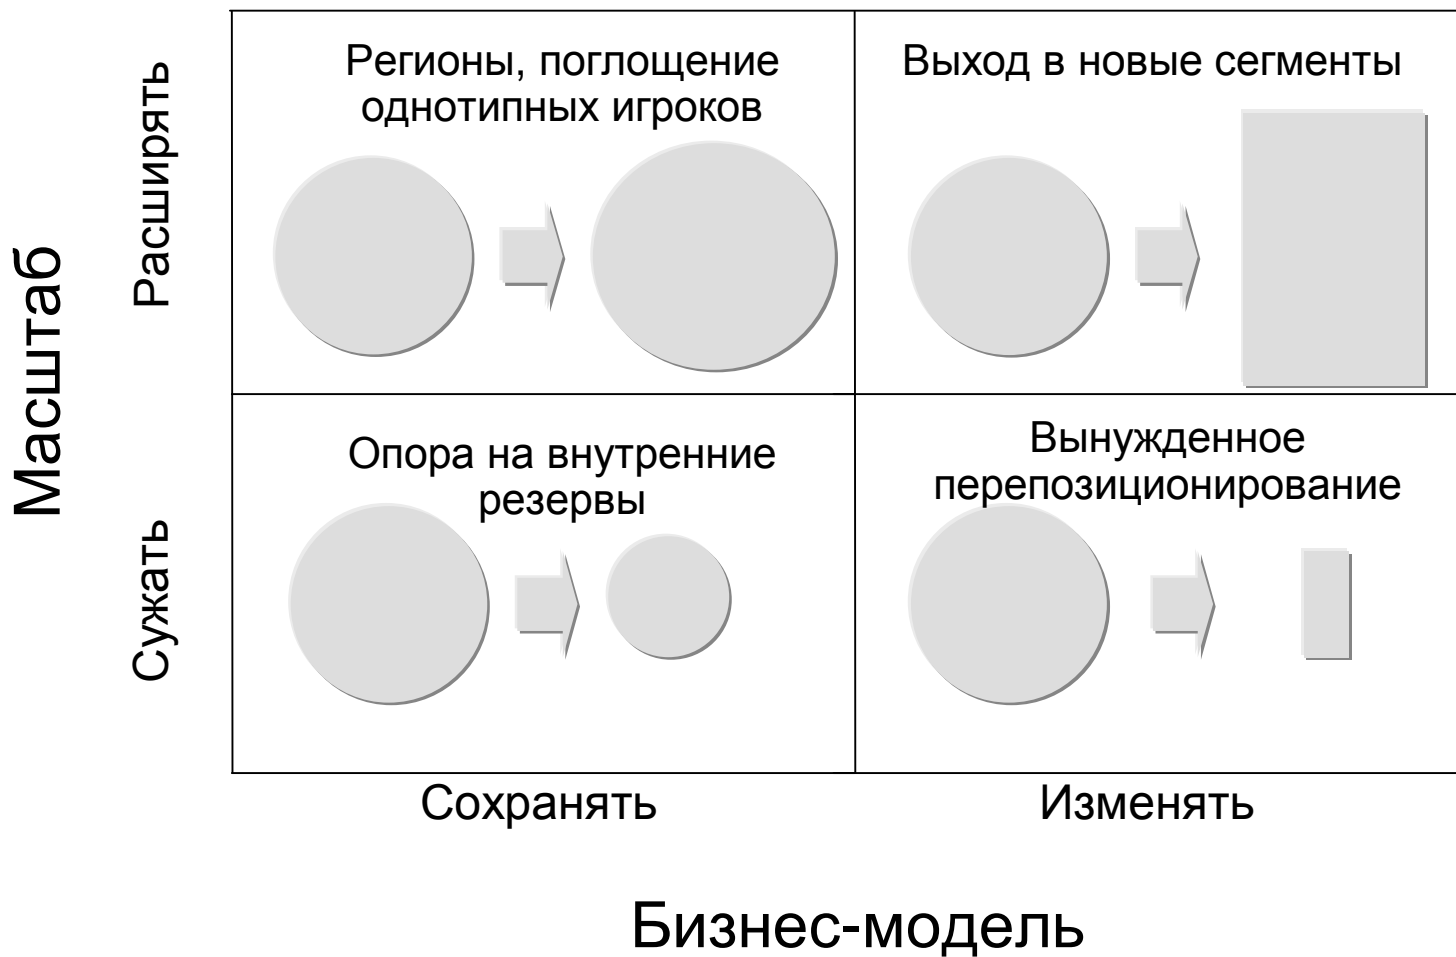 Масштаб
Расширять
Регионы, поглощение
однотипных игроков
Выход в новые сегменты
Сужать
Опора на внутренние
резервы
Вынужденное
перепозиционирование
Сохранять
Изменять
Бизнес-модель